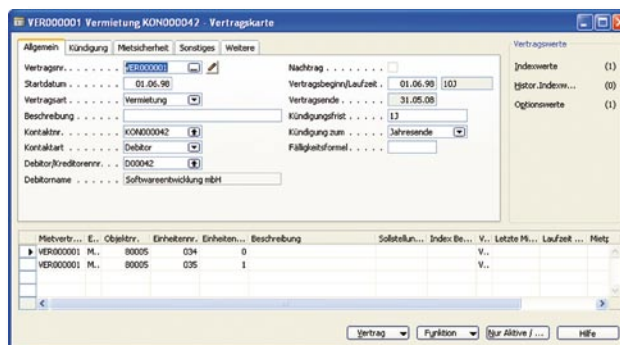 VER000001 Vermietung KON000042 - Vertragskarte
Allgemein Kündigung Mietsicherheit Sonstiges Weitere
Vertragsnr. . . . . . . . VER000001
Startdatum . . . . . . . 01.06.98
Vertragsart . . . . . . . Vermietung
Beschreibung . . . . . .
Kontaktnr. . . . . . . . KON000042
Kontaktart . . . . . . . Debitor
Debitor/Kreditorennr. . . D00042
Debitorname . . . . . . Softwareentwicklung mbH
Nachtrag . . . . . . . .
Vertragsbeginn/Laufzeit . 01.06.98 10J
Vertragsende . . . . . . 31.05.08
Kündigungsfrist . . . . . 1J
Kündigung zum . . . . . Jahresende
Fälligkeitsformel . . . . .
Vertragswerte
Indexwerte (1)
Histor.Indexw... (0)
Optionswerte (1)
Mietvertr... E.. Objektnr. Einheitennr. Einheiten... Beschreibung Sollstellun... Index Be... V.. Letzte Mi... Laufzeit ... Mietp
VER000001 M.. 80005 034 0 V..
VER000001 M.. 80005 035 1 V..
Vertrag Funktion Nur Aktive / ... Hilfe